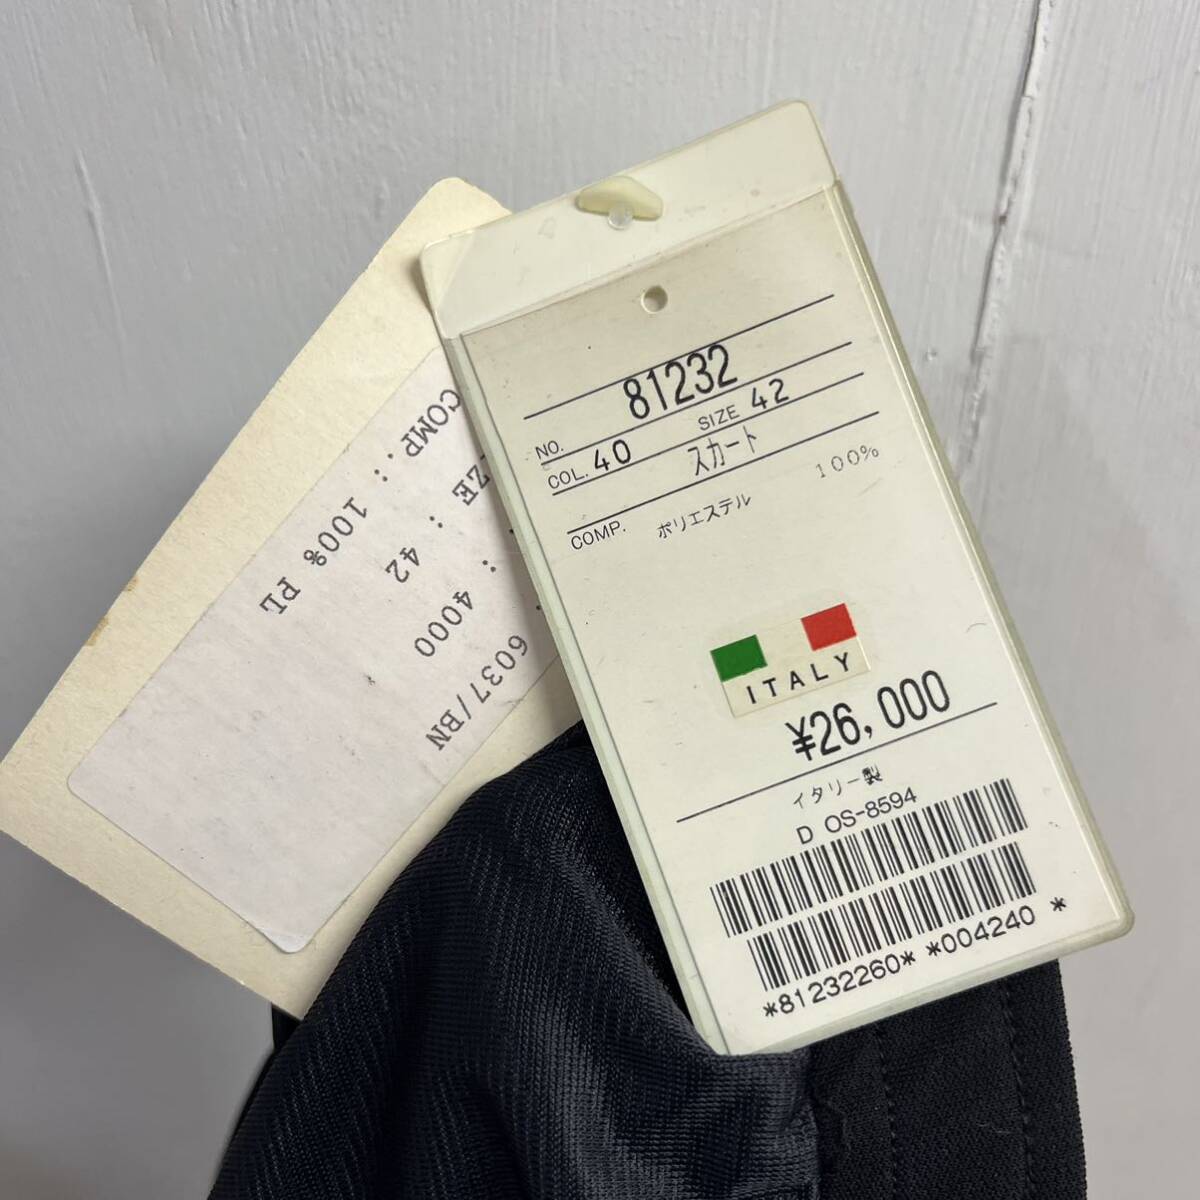 NO. 81232
COL. 40 SIZE 42
スカート
COMP. ポリエステル 100%
ITALY
¥26,000
イタリー製
D OS-8594
*81232260* *004240*
: 6037/BN
: 4000
ZE : 42
COMP.: 100% PL